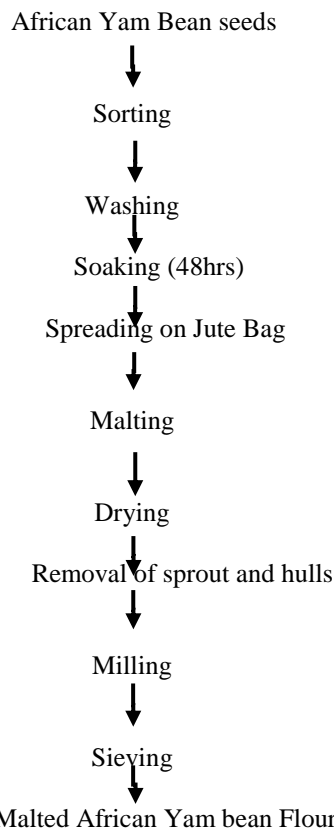 African Yam Bean seeds
Sorting
Washing
Soaking (48hrs)
Spreading on Jute Bag
Malting
Drying
Removal of sprout and hulls
Milling
Sieving
Malted African Yam bean Flour